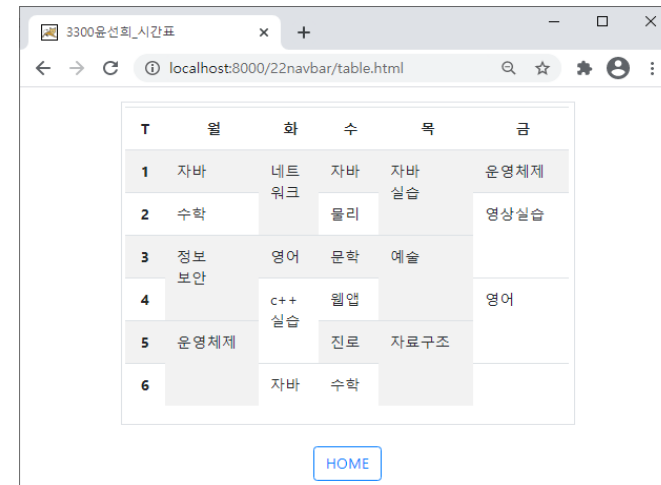 3300윤선희_시간표
localhost:8000/22navbar/table.html
T 월 화 수 목 금
1 자바 네트 자바 자바 운영체제
워크 실습
2 수학 물리 영상실습
3 정보 영어 문학 예술
보안
4 c++ 웹앱 영어
실습
5 운영체제 진로 자료구조
6 자바 수학
HOME